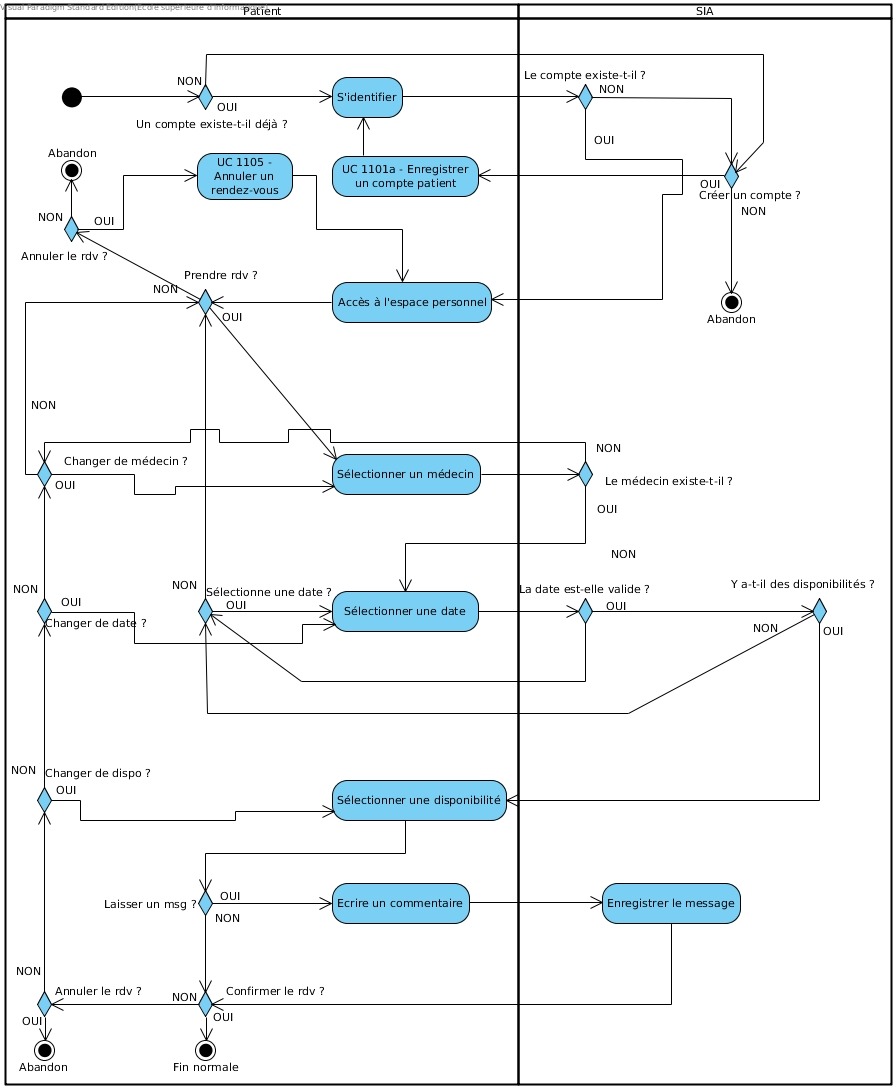 Visual Paradigm Standard Edition(Ecole superieure d'informa
Patient
SIA
NON
OUI
Un compte existe-t-il déjà ?
S'identifier
Le compte existe-t-il ?
NON
OUI
Abandon
UC 1105 -
Annuler un
rendez-vous
UC 1101a - Enregistrer
un compte patient
OUI
Créer un compte ?
NON
NON
OUI
Annuler le rdv ?
Prendre rdv ?
NON
OUI
Accès à l'espace personnel
Abandon
NON
Changer de médecin ?
OUI
Sélectionner un médecin
NON
Le médecin existe-t-il ?
OUI
NON
NON
OUI
Changer de date ?
NON
Sélectionne une date ?
OUI
Sélectionner une date
La date est-elle valide ?
OUI
Y a-t-il des disponibilités ?
NON
OUI
NON
Changer de dispo ?
OUI
Sélectionner une disponibilité
Laisser un msg ?
OUI
NON
Ecrire un commentaire
Enregistrer le message
NON
Annuler le rdv ?
OUI
NON
Confirmer le rdv ?
OUI
Abandon
Fin normale